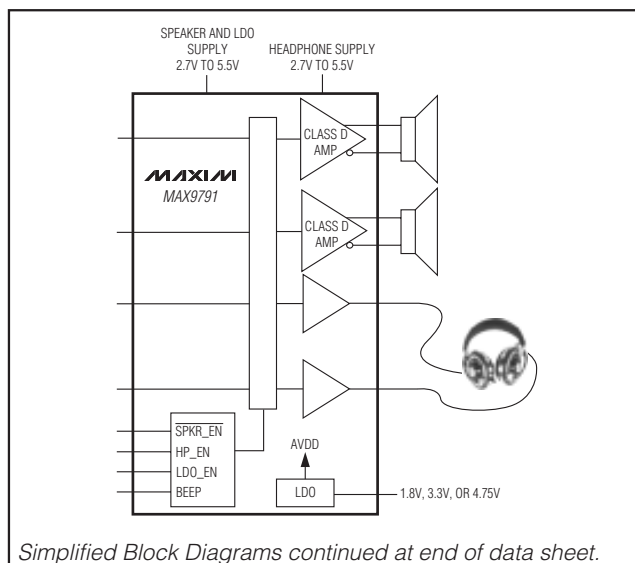 SPEAKER AND LDO
SUPPLY
2.7V TO 5.5V
HEADPHONE SUPPLY
2.7V TO 5.5V
CLASS D
AMP
MAXIM
MAX9791
CLASS D
AMP
SPKR_EN
HP_EN
LDO_EN
BEEP
AVDD
LDO
1.8V, 3.3V, OR 4.75V
Simplified Block Diagrams continued at end of data sheet.